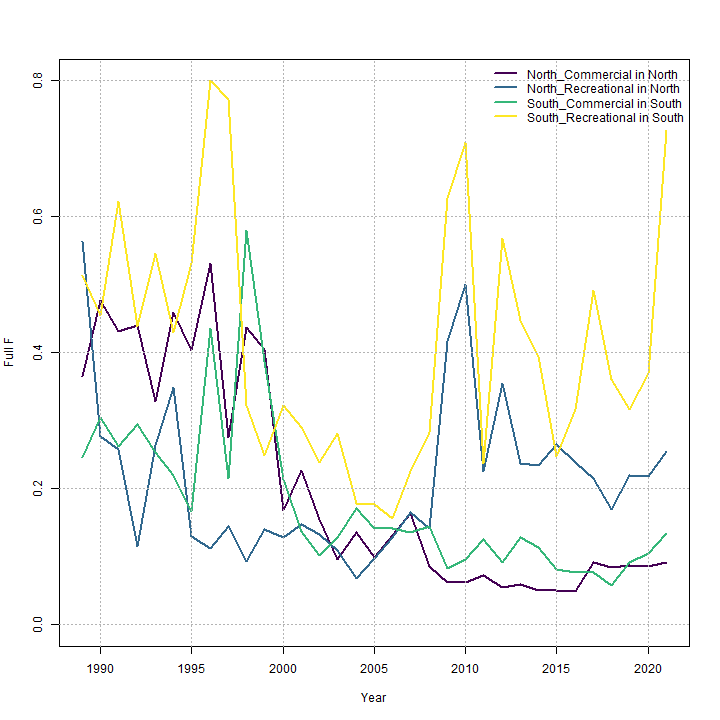 North_Commercial in North
North_Recreational in North
South_Commercial in South
South_Recreational in South
Full F
0.8
0.6
0.4
0.2
0.0
1990 1995 2000 2005 2010 2015 2020
Year